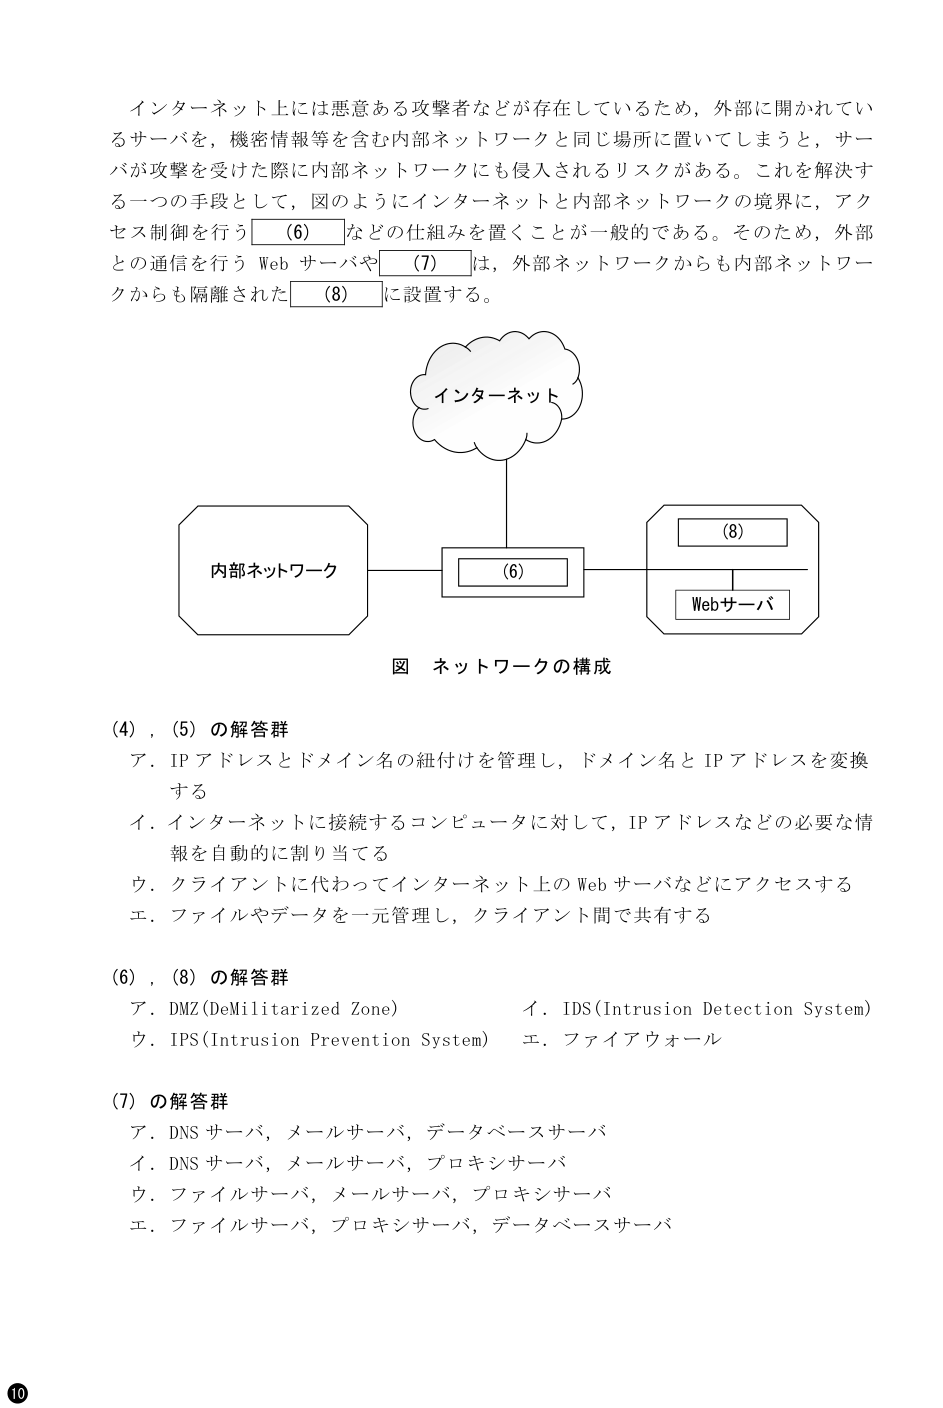 インターネット上には悪意ある攻撃者などが存在しているため，外部に開かれてい
るサーバを，機密情報等を含む内部ネットワークと同じ場所に置いてしまうと，サー
バが攻撃を受けた際に内部ネットワークにも侵入されるリスクがある。これを解決す
る一つの手段として，図のようにインターネットと内部ネットワークの境界に，アク
セス制御を行う (6) などの仕組みを置くことが一般的である。そのため，外部
との通信を行う Web サーバや (7) は，外部ネットワークからも内部ネットワー
クからも隔離された (8) に設置する。
インターネット
内部ネットワーク
(6)
(8)
Webサーバ
図　ネットワークの構成
(4)，(5) の解答群
ア．IP アドレスとドメイン名の紐付けを管理し，ドメイン名と IP アドレスを変換
する
イ．インターネットに接続するコンピュータに対して，IP アドレスなどの必要な情
報を自動的に割り当てる
ウ．クライアントに代わってインターネット上の Web サーバなどにアクセスする
エ．ファイルやデータを一元管理し，クライアント間で共有する
(6)，(8) の解答群
ア．DMZ(DeMilitarized Zone)　イ．IDS(Intrusion Detection System)
ウ．IPS(Intrusion Prevention System)　エ．ファイアウォール
(7) の解答群
ア．DNS サーバ，メールサーバ，データベースサーバ
イ．DNS サーバ，メールサーバ，プロキシサーバ
ウ．ファイルサーバ，メールサーバ，プロキシサーバ
エ．ファイルサーバ，プロキシサーバ，データベースサーバ
10